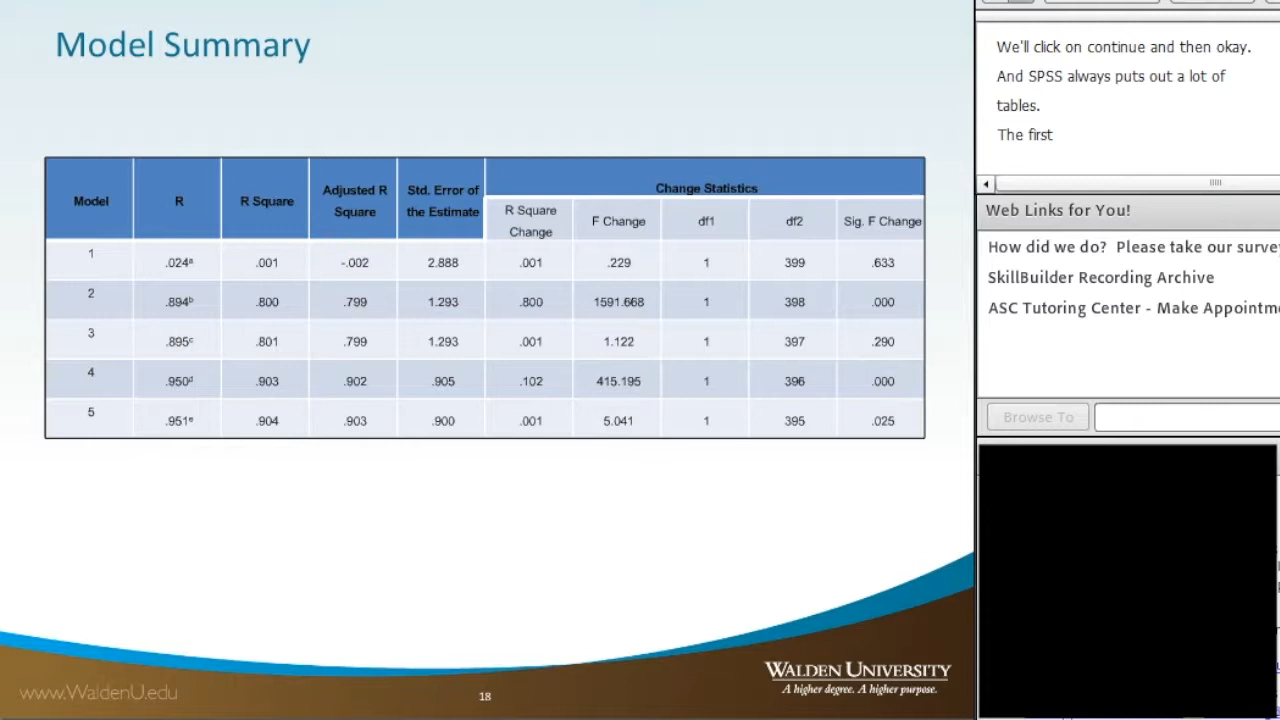 Model Summary
Model R R Square Adjusted R Square Std. Error of the Estimate Change Statistics
R Square Change F Change df1 df2 Sig. F Change
1 .024ª .001 -.002 2.888 .001 .229 1 399 .633
2 .894ᵇ .800 .799 1.293 .800 1591.668 1 398 .000
3 .895ᶜ .801 .799 1.293 .001 1.122 1 397 .290
4 .950ᵈ .903 .902 .905 .102 415.195 1 396 .000
5 .951ᵉ .904 .903 .900 .001 5.041 1 395 .025
www.WaldenU.edu
18
WALDEN UNIVERSITY
A higher degree. A higher purpose.
We'll click on continue and then okay.
And SPSS always puts out a lot of
tables.
The first
Web Links for You!
How did we do? Please take our surve
SkillBuilder Recording Archive
ASC Tutoring Center - Make Appointm
Browse To